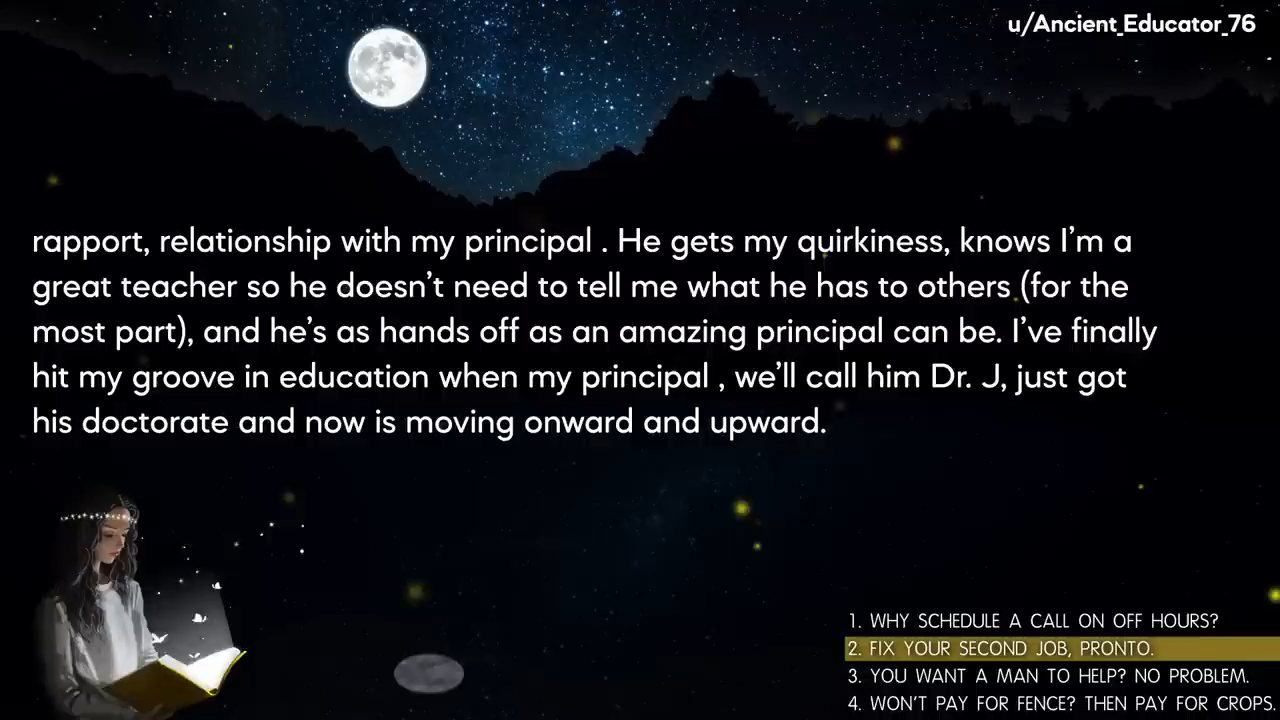 u/Ancient_Educator_76
rapport, relationship with my principal . He gets my quirkiness, knows I’m a
great teacher so he doesn’t need to tell me what he has to others (for the
most part), and he’s as hands off as an amazing principal can be. I’ve finally
hit my groove in education when my principal , we’ll call him Dr. J, just got
his doctorate and now is moving onward and upward.
1. WHY SCHEDULE A CALL ON OFF HOURS?
2. FIX YOUR SECOND JOB, PRONTO.
3. YOU WANT A MAN TO HELP? NO PROBLEM.
4. WON’T PAY FOR FENCE? THEN PAY FOR CROPS.